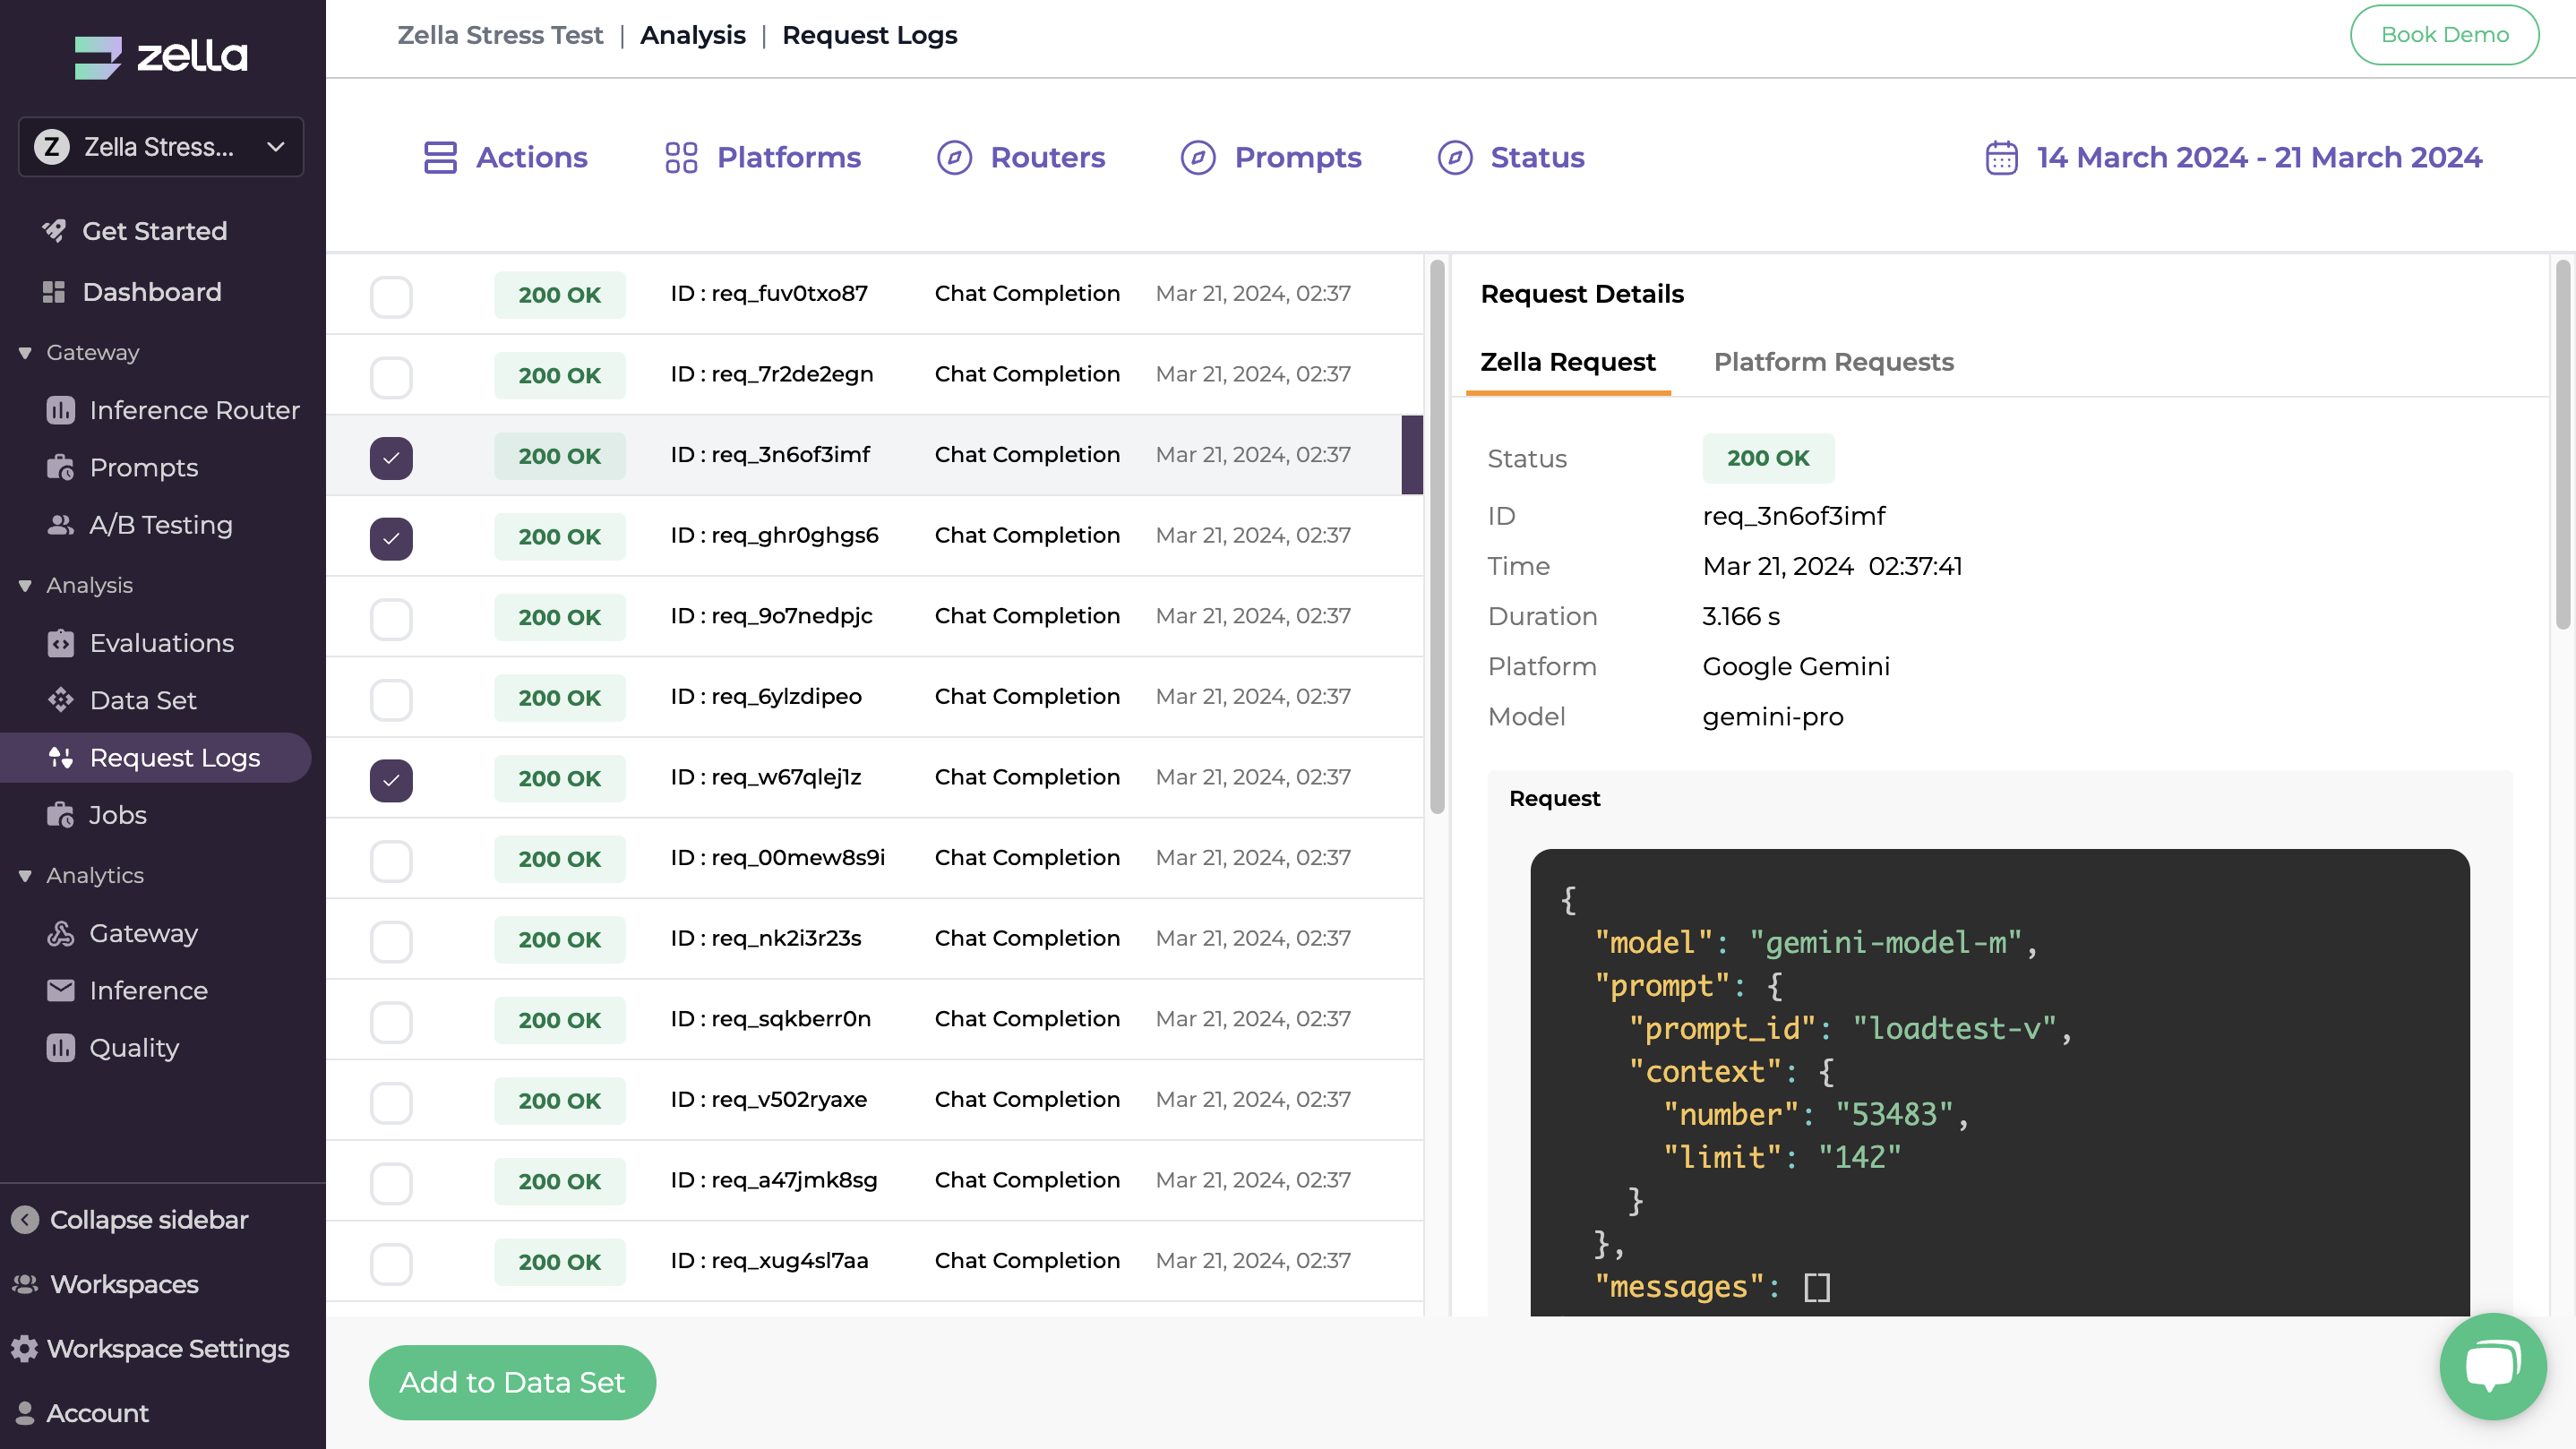 zella
Z Zella Stress...
Get Started
Dashboard
Gateway
Inference Router
Prompts
A/B Testing
Analysis
Evaluations
Data Set
Request Logs
Jobs
Analytics
Gateway
Inference
Quality
Collapse sidebar
Workspaces
Workspace Settings
Account
Zella Stress Test | Analysis | Request Logs
Book Demo
Actions Platforms Routers Prompts Status 14 March 2024 - 21 March 2024
200 OK ID : req_fuv0txo87 Chat Completion Mar 21, 2024, 02:37
200 OK ID : req_7r2de2egn Chat Completion Mar 21, 2024, 02:37
200 OK ID : req_3n6of3imf Chat Completion Mar 21, 2024, 02:37
200 OK ID : req_ghr0ghgs6 Chat Completion Mar 21, 2024, 02:37
200 OK ID : req_9o7nedpjc Chat Completion Mar 21, 2024, 02:37
200 OK ID : req_6ylzdipeo Chat Completion Mar 21, 2024, 02:37
200 OK ID : req_w67qlej1z Chat Completion Mar 21, 2024, 02:37
200 OK ID : req_00mew8s9i Chat Completion Mar 21, 2024, 02:37
200 OK ID : req_nk2i3r23s Chat Completion Mar 21, 2024, 02:37
200 OK ID : req_sqkberr0n Chat Completion Mar 21, 2024, 02:37
200 OK ID : req_v502ryaxe Chat Completion Mar 21, 2024, 02:37
200 OK ID : req_a47jmk8sg Chat Completion Mar 21, 2024, 02:37
200 OK ID : req_xug4sl7aa Chat Completion Mar 21, 2024, 02:37
Add to Data Set
Request Details
Zella Request Platform Requests
Status 200 OK
ID req_3n6of3imf
Time Mar 21, 2024 02:37:41
Duration 3.166 s
Platform Google Gemini
Model gemini-pro
Request
{
"model": "gemini-model-m",
"prompt": {
"prompt_id": "loadtest-v",
"context": {
"number": "53483",
"limit": "142"
}
},
"messages": []